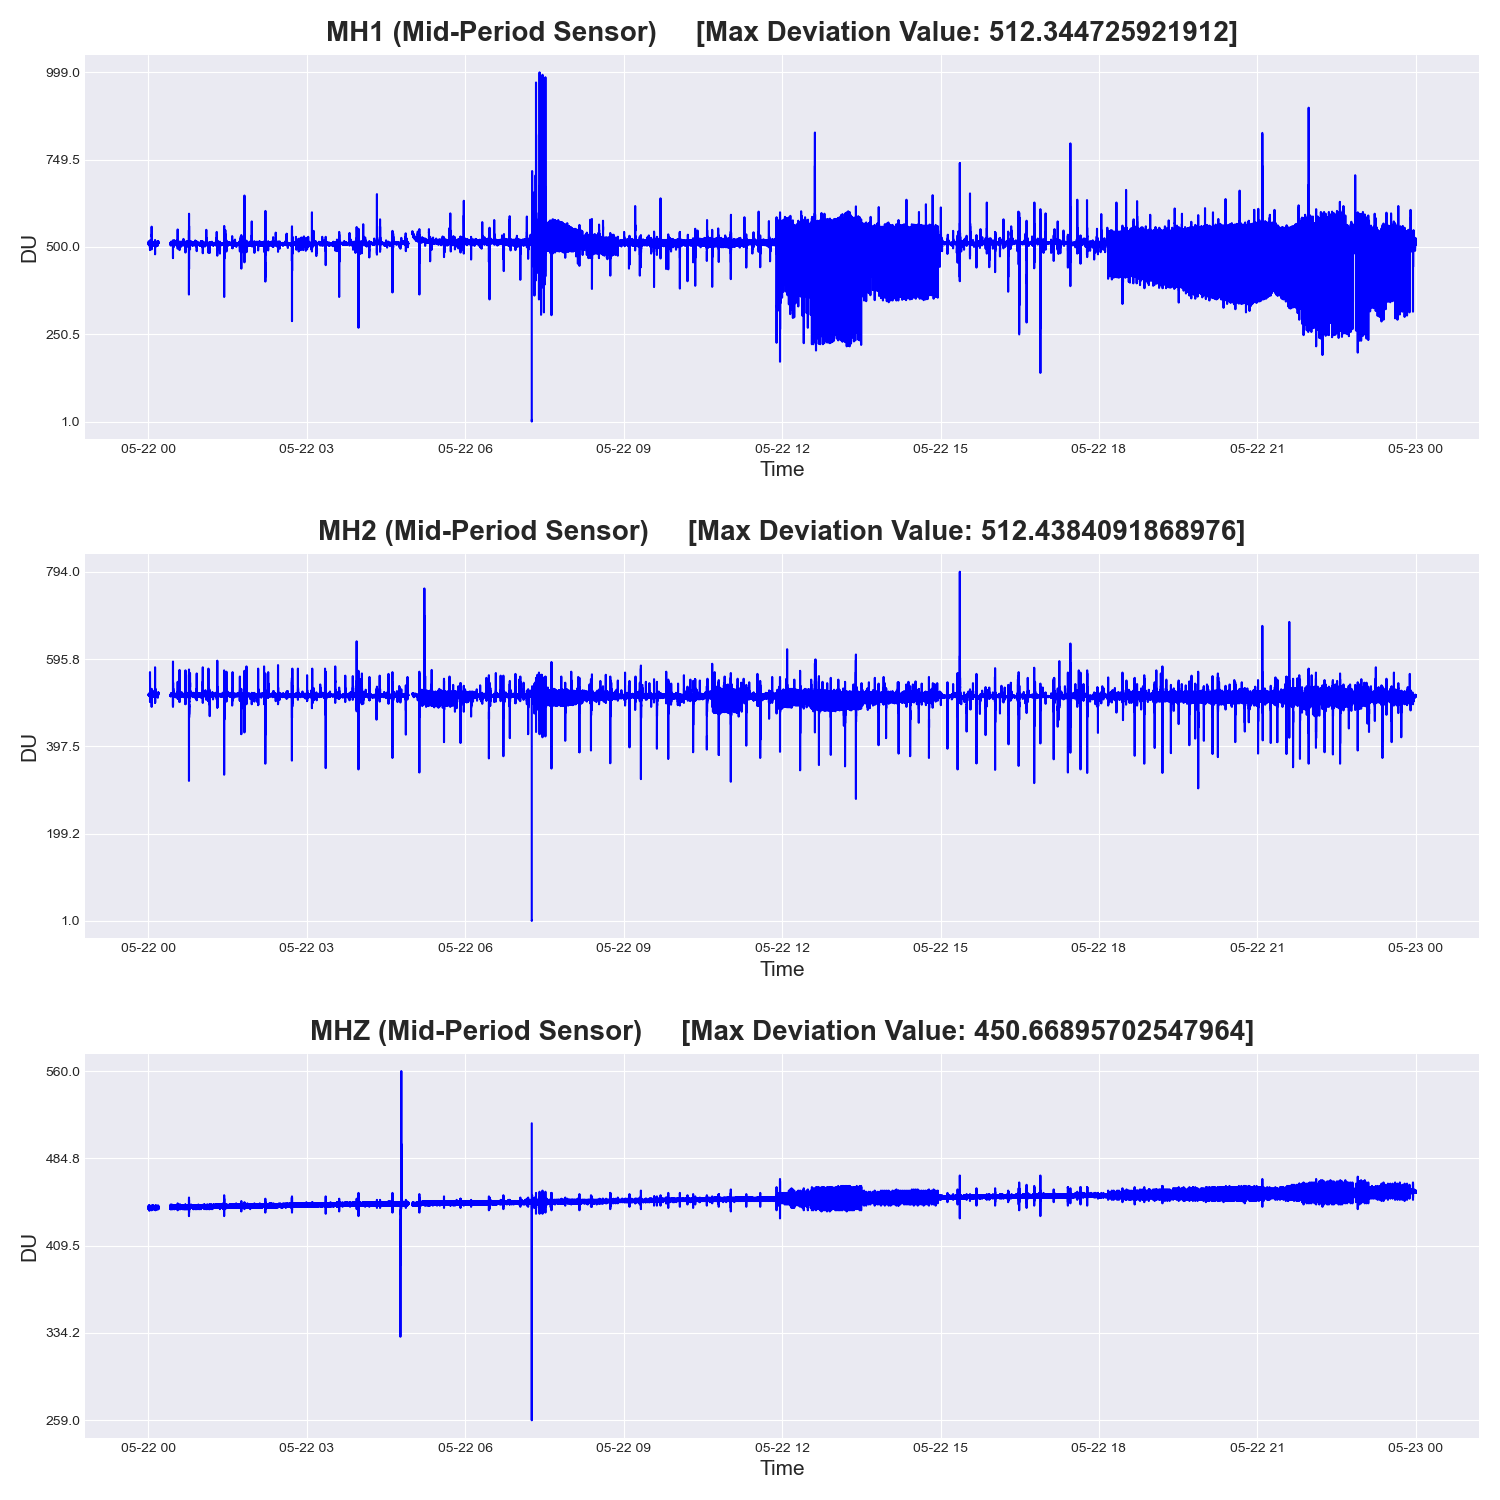 MH1 (Mid-Period Sensor) [Max Deviation Value: 512.344725921912]
999.0
749.5
500.0
250.5
1.0
DU
05-22 00 05-22 03 05-22 06 05-22 09 05-22 12 05-22 15 05-22 18 05-22 21 05-23 00
Time
MH2 (Mid-Period Sensor) [Max Deviation Value: 512.4384091868976]
794.0
595.8
397.5
199.2
1.0
DU
05-22 00 05-22 03 05-22 06 05-22 09 05-22 12 05-22 15 05-22 18 05-22 21 05-23 00
Time
MHZ (Mid-Period Sensor) [Max Deviation Value: 450.66895702547964]
560.0
484.8
409.5
334.2
259.0
DU
05-22 00 05-22 03 05-22 06 05-22 09 05-22 12 05-22 15 05-22 18 05-22 21 05-23 00
Time